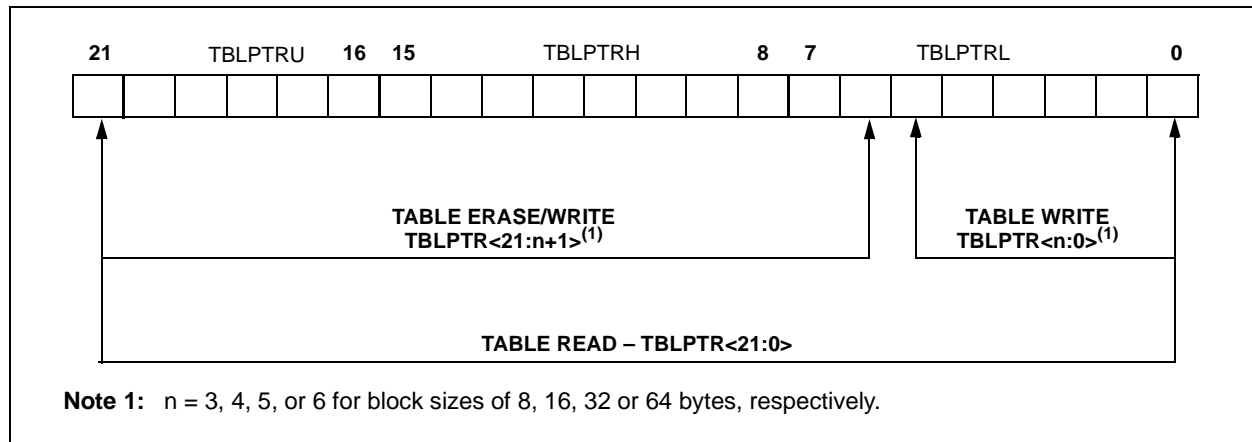 21 TBLPTRU 16 15 TBLPTRH 8 7 TBLPTRL 0
TABLE ERASE/WRITE
TBLPTR<21:n+1>(1)
TABLE WRITE
TBLPTR<n:0>(1)
TABLE READ – TBLPTR<21:0>
Note 1: n = 3, 4, 5, or 6 for block sizes of 8, 16, 32 or 64 bytes, respectively.